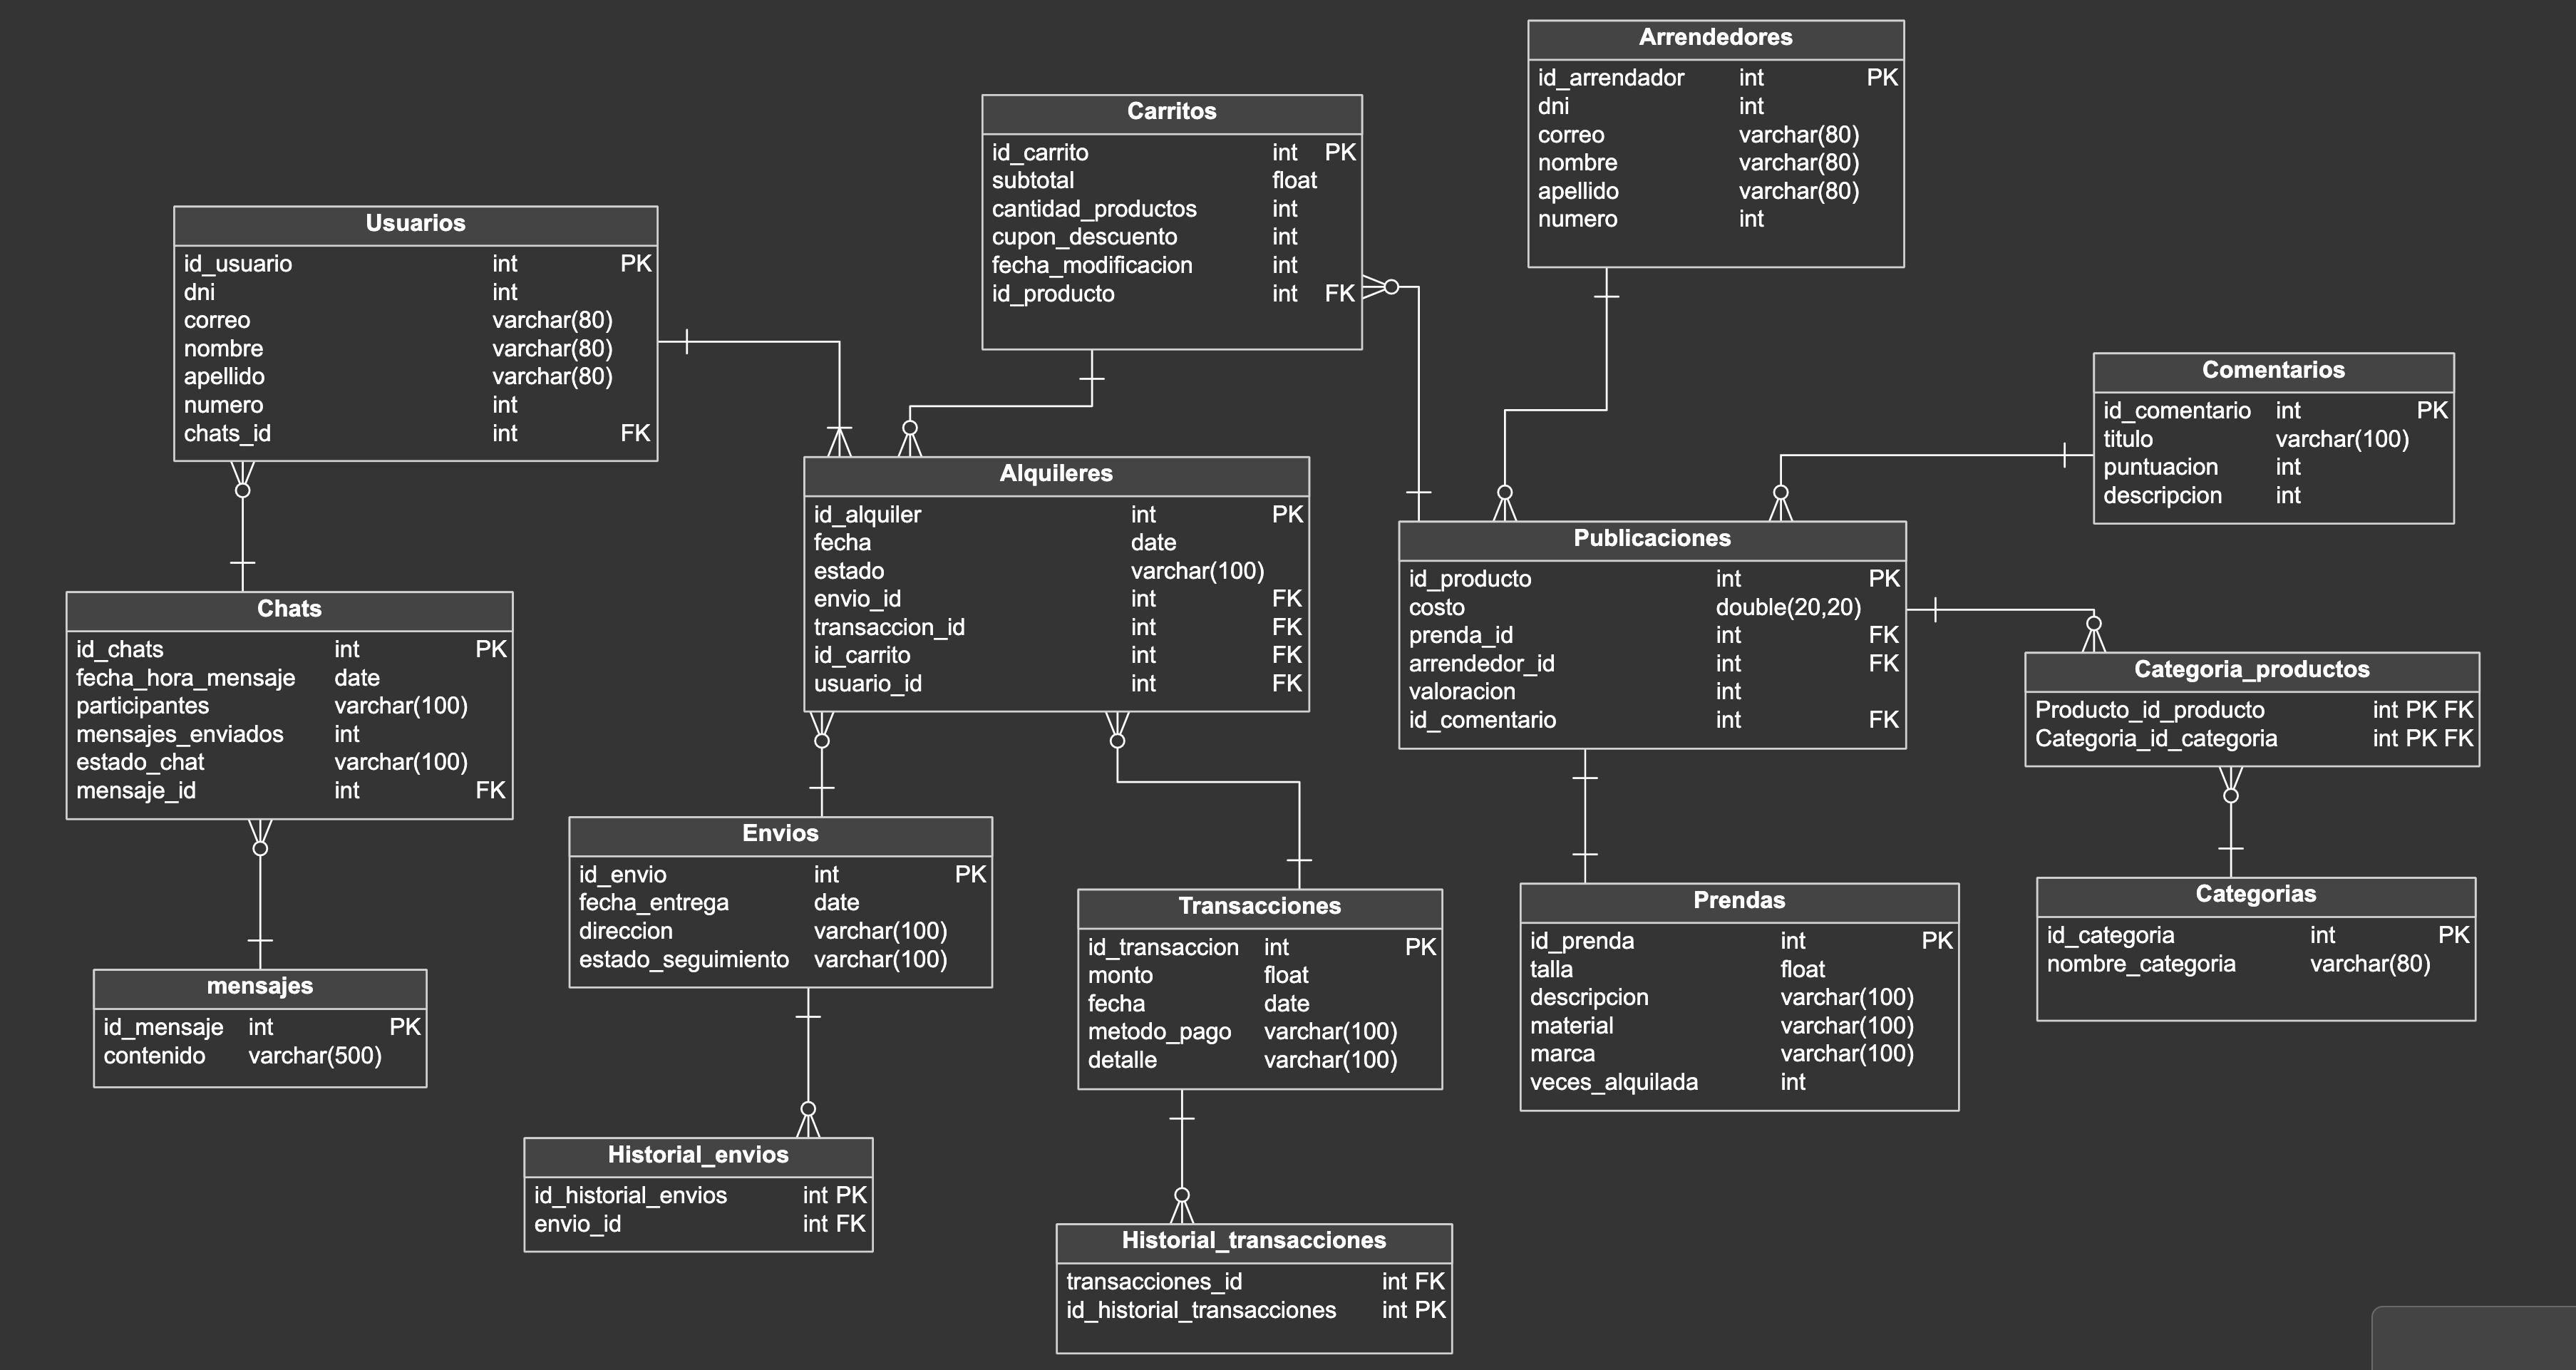 Arrendedores
id_arrendador int PK
dni int
correo varchar(80)
nombre varchar(80)
apellido varchar(80)
numero int
Carritos
id_carrito int PK
subtotal float
cantidad_productos int
cupon_descuento int
fecha_modificacion int
id_producto int FK
Usuarios
id_usuario int PK
dni int
correo varchar(80)
nombre varchar(80)
apellido varchar(80)
numero int
chats_id int FK
Comentarios
id_comentario int PK
titulo varchar(100)
puntuacion int
descripcion int
Alquileres
id_alquiler int PK
fecha date
estado varchar(100)
envio_id int FK
transaccion_id int FK
id_carrito int FK
usuario_id int FK
Publicaciones
id_producto int PK
costo double(20,20)
prenda_id int FK
arrendedor_id int FK
valoracion int
id_comentario int FK
Chats
id_chats int PK
fecha_hora_mensaje date
participantes varchar(100)
mensajes_enviados int
estado_chat varchar(100)
mensaje_id int FK
Categoria_productos
Producto_id_producto int PK FK
Categoria_id_categoria int PK FK
Envios
id_envio int PK
fecha_entrega date
direccion varchar(100)
estado_seguimiento varchar(100)
Transacciones
id_transaccion int PK
monto float
fecha date
metodo_pago varchar(100)
detalle varchar(100)
Prendas
id_prenda int PK
talla float
descripcion varchar(100)
material varchar(100)
marca varchar(100)
veces_alquilada int
Categorias
id_categoria int PK
nombre_categoria varchar(80)
mensajes
id_mensaje int PK
contenido varchar(500)
Historial_envios
id_historial_envios int PK
envio_id int FK
Historial_transacciones
transacciones_id int FK
id_historial_transacciones int PK